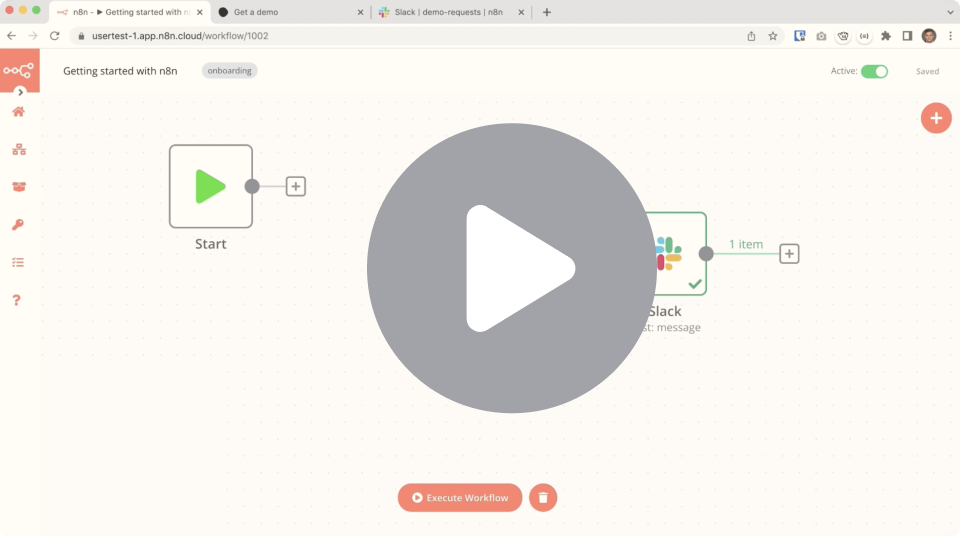 n8n - ▶ Getting started with n
Get a demo
Slack | demo-requests | n8n
usertest-1.app.n8n.cloud/workflow/1002
Getting started with n8n
onboarding
Active:
Saved
Start
1 item
Slack
st: message
Execute Workflow